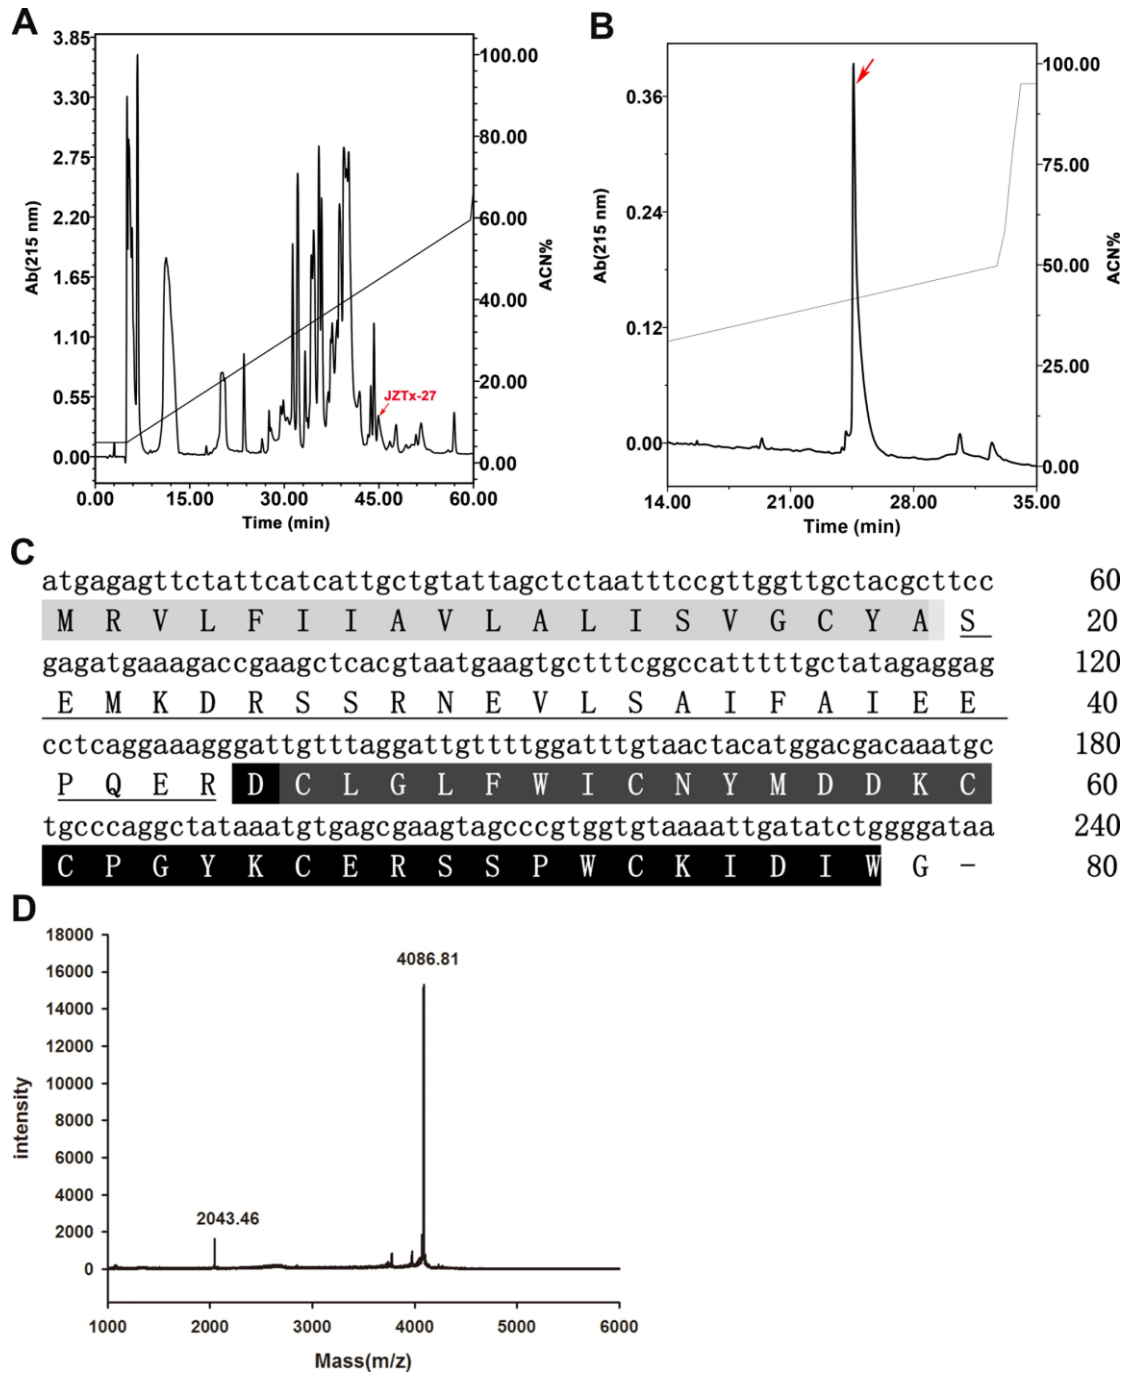 A
3.85
3.30
2.75
2.20
1.65
1.10
0.55
0.00
Ab(215 nm)
100.00
80.00
60.00
40.00
20.00
0.00
ACN%
JZTx-27
0.00 15.00 30.00 45.00 60.00
Time (min)
B
0.36
0.24
0.12
0.00
Ab(215 nm)
100.00
75.00
50.00
25.00
0.00
ACN%
14.00 21.00 28.00 35.00
Time (min)
C
atgagagttctattcatcattgctgtattagctctaatttccgttggttgctacgcttcc 60
M R V L F I I A V L A L I S V G C Y A S 20
gagatgaaagaccgaagctcacgtaatgaagtgctttcggccatttttgctatagaggag 120
E M K D R S S R N E V L S A I F A I E E 40
cctcaggaaagggattgtttaggattgttttggatttgtaactacatggacgacaaatgc 180
P Q E R D C L G L F W I C N Y M D D K C 60
tgcccaggctataaatgtgagcgaagtagcccgtggtgtaaaattgatatctggggataa 240
C P G Y K C E R S S P W C K I D I W G – 80
D
18000
16000
14000
12000
10000
8000
6000
4000
2000
0
intensity
4086.81
2043.46
1000 2000 3000 4000 5000 6000
Mass(m/z)